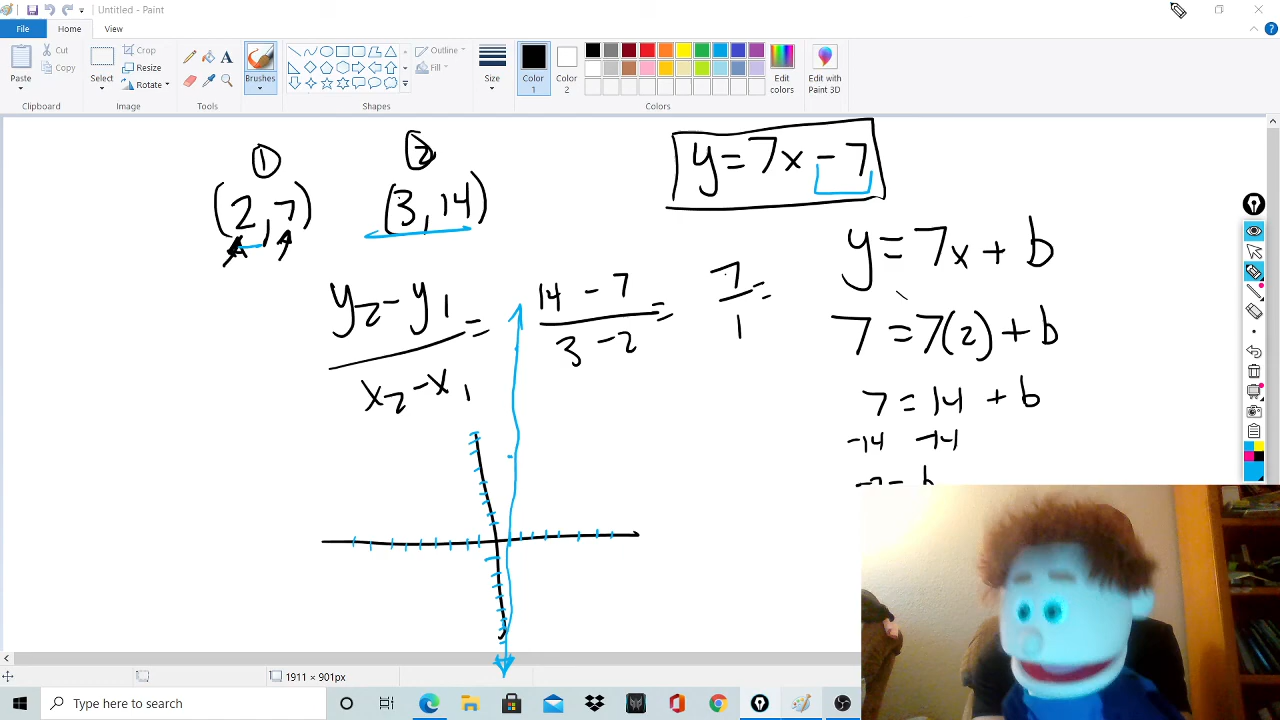 Untitled - Paint
File Home View
Paste
Cut
Copy
Clipboard
Select
Crop
Resize
Rotate
Image
Tools
Brushes
Shapes
Outline
Fill
Size
Color 1
Color 2
Colors
Edit colors
Edit with Paint 3D
① ②
(2, 7) (3, 14)
y = 7x - 7
y₂ - y₁ / x₂ - x₁ = 14 - 7 / 3 - 2 = 7 / 1 =
y = 7x + b
7 = 7(2) + b
7 = 14 + b
-14 -14
-7 = b
1911 × 901px
Type here to search